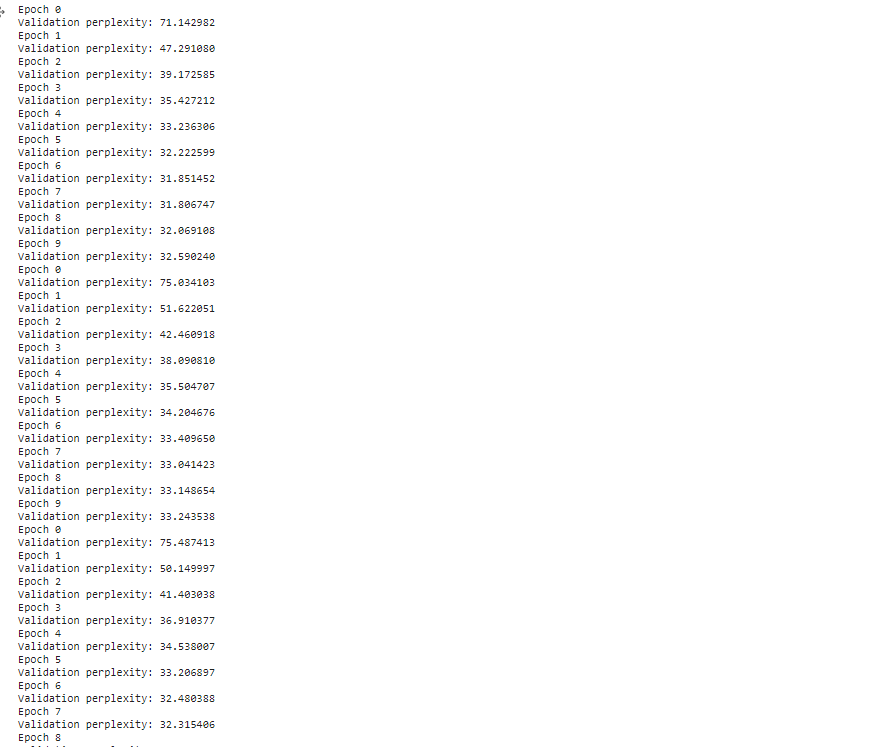 Epoch 0
Validation perplexity: 71.142982
Epoch 1
Validation perplexity: 47.291080
Epoch 2
Validation perplexity: 39.172585
Epoch 3
Validation perplexity: 35.427212
Epoch 4
Validation perplexity: 33.236306
Epoch 5
Validation perplexity: 32.222599
Epoch 6
Validation perplexity: 31.851452
Epoch 7
Validation perplexity: 31.806747
Epoch 8
Validation perplexity: 32.069108
Epoch 9
Validation perplexity: 32.590240
Epoch 0
Validation perplexity: 75.034103
Epoch 1
Validation perplexity: 51.622051
Epoch 2
Validation perplexity: 42.460918
Epoch 3
Validation perplexity: 38.090810
Epoch 4
Validation perplexity: 35.504707
Epoch 5
Validation perplexity: 34.204676
Epoch 6
Validation perplexity: 33.409650
Epoch 7
Validation perplexity: 33.041423
Epoch 8
Validation perplexity: 33.148654
Epoch 9
Validation perplexity: 33.243538
Epoch 0
Validation perplexity: 75.487413
Epoch 1
Validation perplexity: 50.149997
Epoch 2
Validation perplexity: 41.403038
Epoch 3
Validation perplexity: 36.910377
Epoch 4
Validation perplexity: 34.538007
Epoch 5
Validation perplexity: 33.206897
Epoch 6
Validation perplexity: 32.480388
Epoch 7
Validation perplexity: 32.315406
Epoch 8